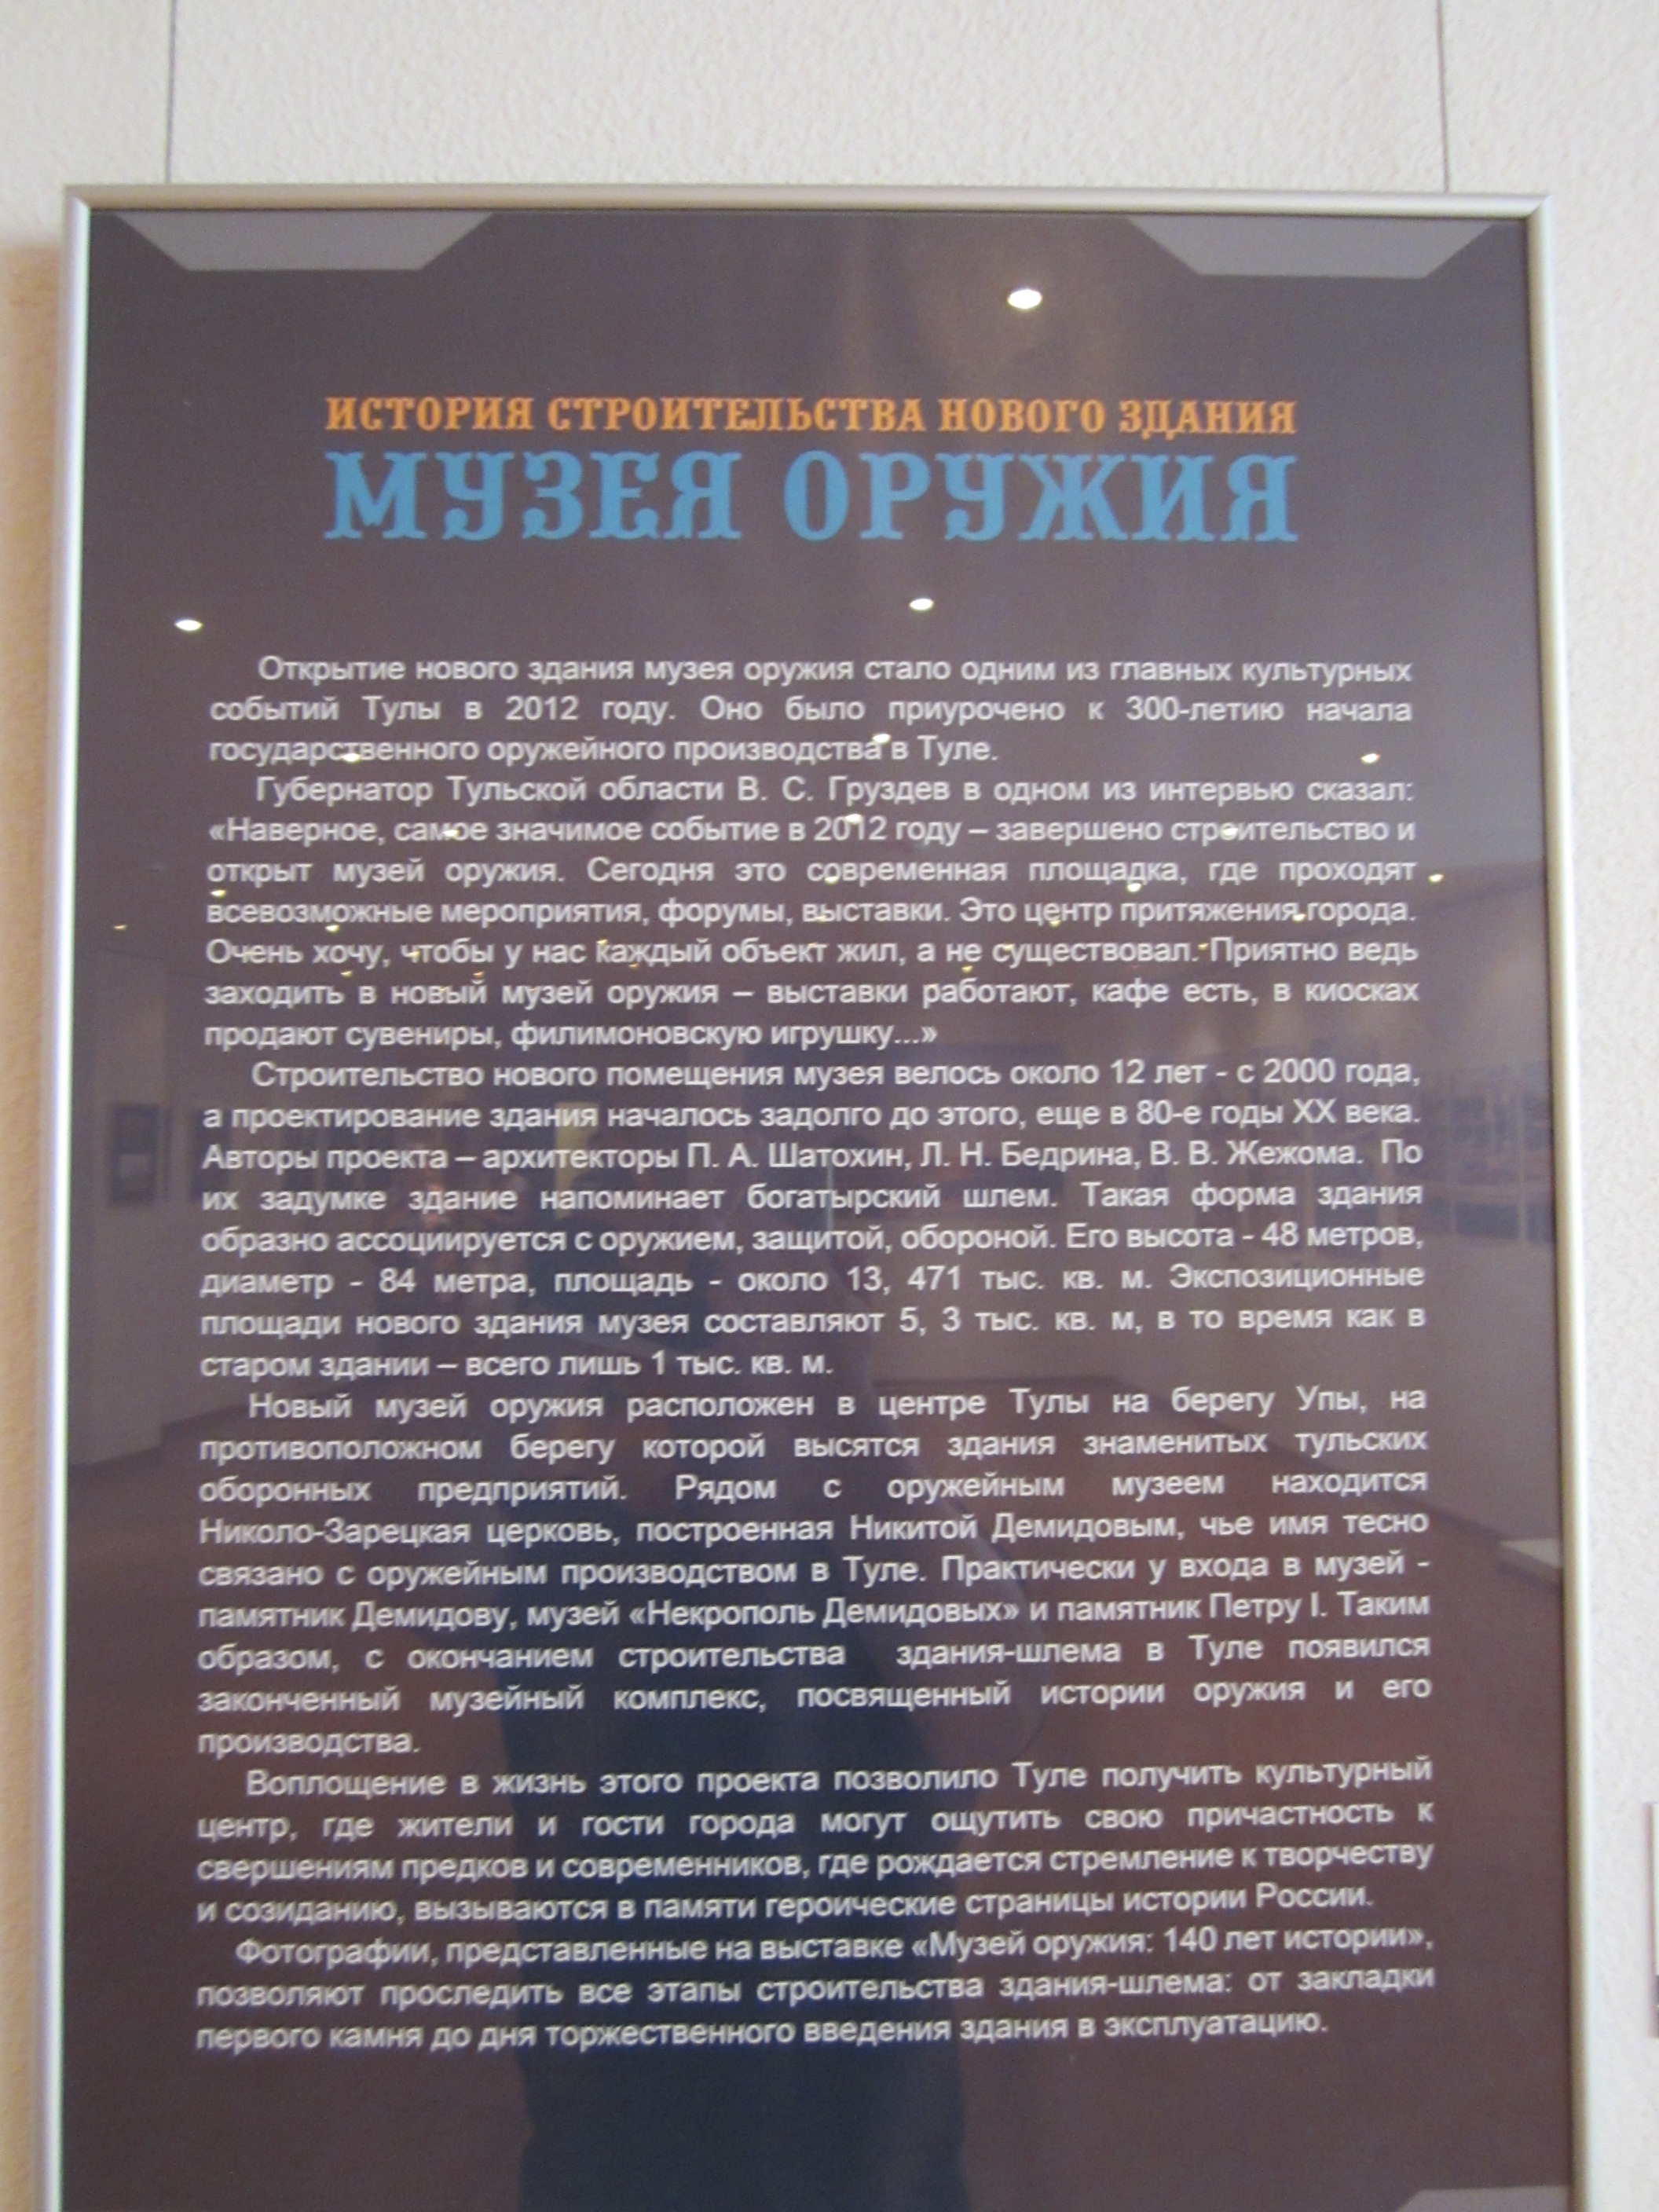 ИСТОРИЯ СТРОИТЕЛЬСТВА НОВОГО ЗДАНИЯ
МУЗЕЯ ОРУЖИЯ
Открытие нового здания музея оружия стало одним из главных культурных
событий Тулы в 2012 году. Оно было приурочено к 300-летию начала
государственного оружейного производства в Туле.
Губернатор Тульской области В. С. Груздев в одном из интервью сказал:
«Наверное, самое значимое событие в 2012 году – завершено строительство и
открыт музей оружия. Сегодня это современная площадка, где проходят
всевозможные мероприятия, форумы, выставки. Это центр притяжения города.
Очень хочу, чтобы у нас каждый объект жил, а не существовал. Приятно ведь
заходить в новый музей оружия – выставки работают, кафе есть, в киосках
продают сувениры, филимоновскую игрушку...»
Строительство нового помещения музея велось около 12 лет - с 2000 года,
а проектирование здания началось задолго до этого, еще в 80-е годы XX века.
Авторы проекта – архитекторы П. А. Шатохин, Л. Н. Бедрина, В. В. Жежома. По
их задумке здание напоминает богатырский шлем. Такая форма здания
образно ассоциируется с оружием, защитой, обороной. Его высота - 48 метров,
диаметр - 84 метра, площадь - около 13, 471 тыс. кв. м. Экспозиционные
площади нового здания музея составляют 5, 3 тыс. кв. м, в то время как в
старом здании – всего лишь 1 тыс. кв. м.
Новый музей оружия расположен в центре Тулы на берегу Упы, на
противоположном берегу которой высятся здания знаменитых тульских
оборонных предприятий. Рядом с оружейным музеем находится
Николо-Зарецкая церковь, построенная Никитой Демидовым, чье имя тесно
связано с оружейным производством в Туле. Практически у входа в музей -
памятник Демидову, музей «Некрополь Демидовых» и памятник Петру I. Таким
образом, с окончанием строительства здания-шлема в Туле появился
законченный музейный комплекс, посвященный истории оружия и его
производства.
Воплощение в жизнь этого проекта позволило Туле получить культурный
центр, где жители и гости города могут ощутить свою причастность к
свершениям предков и современников, где рождается стремление к творчеству
и созиданию, вызываются в памяти героические страницы истории России.
Фотографии, представленные на выставке «Музей оружия: 140 лет истории»,
позволяют проследить все этапы строительства здания-шлема: от закладки
первого камня до дня торжественного введения здания в эксплуатацию.